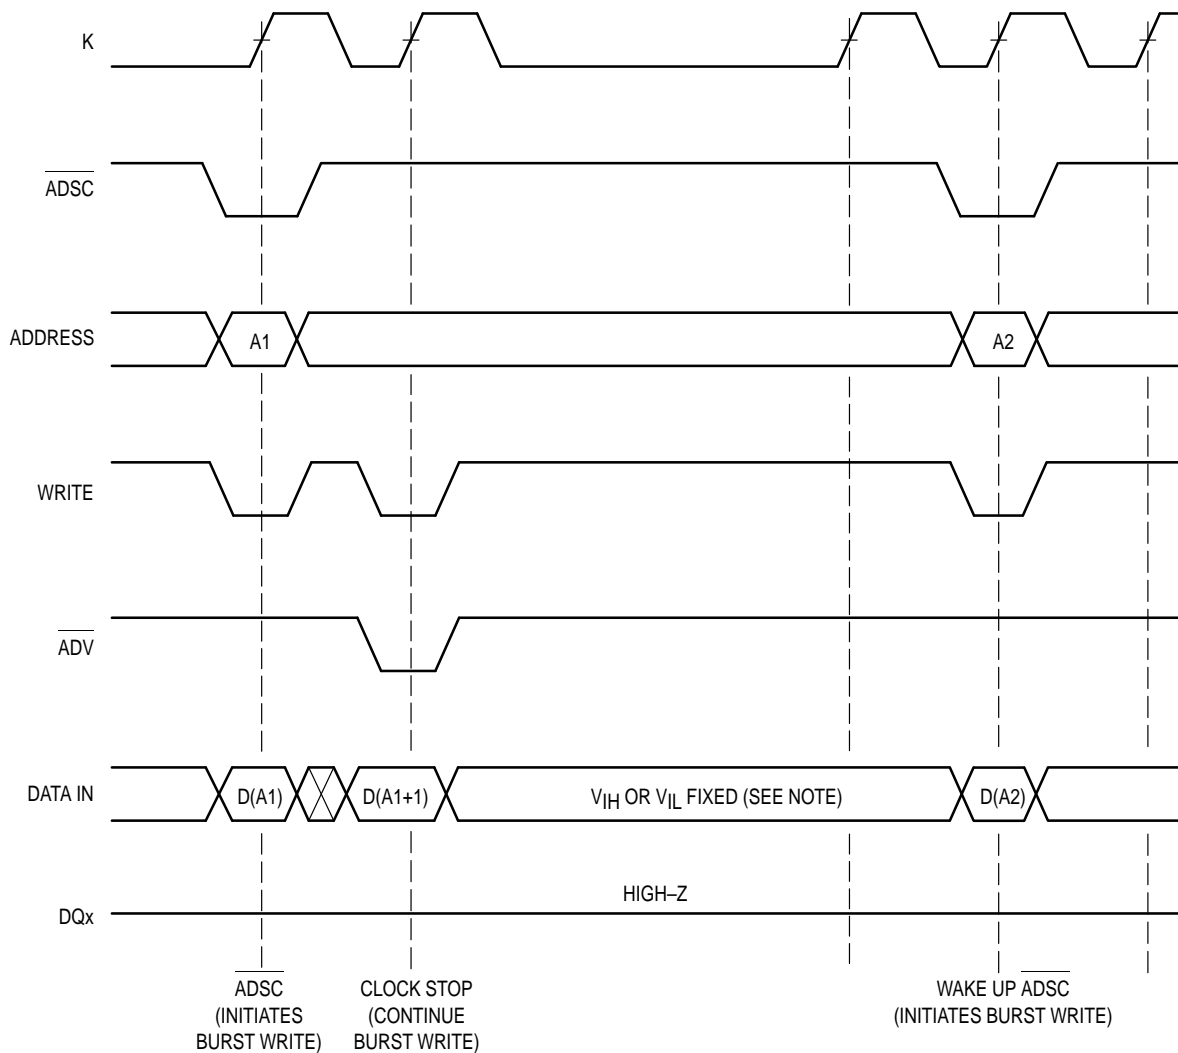 K
ADSC
ADDRESS
A1
A2
WRITE
ADV
DATA IN
D(A1)
D(A1+1)
VIH OR VIL FIXED (SEE NOTE)
D(A2)
HIGH–Z
DQx
ADSC
(INITIATES
BURST WRITE)
CLOCK STOP
(CONTINUE
BURST WRITE)
WAKE UP ADSC
(INITIATES BURST WRITE)